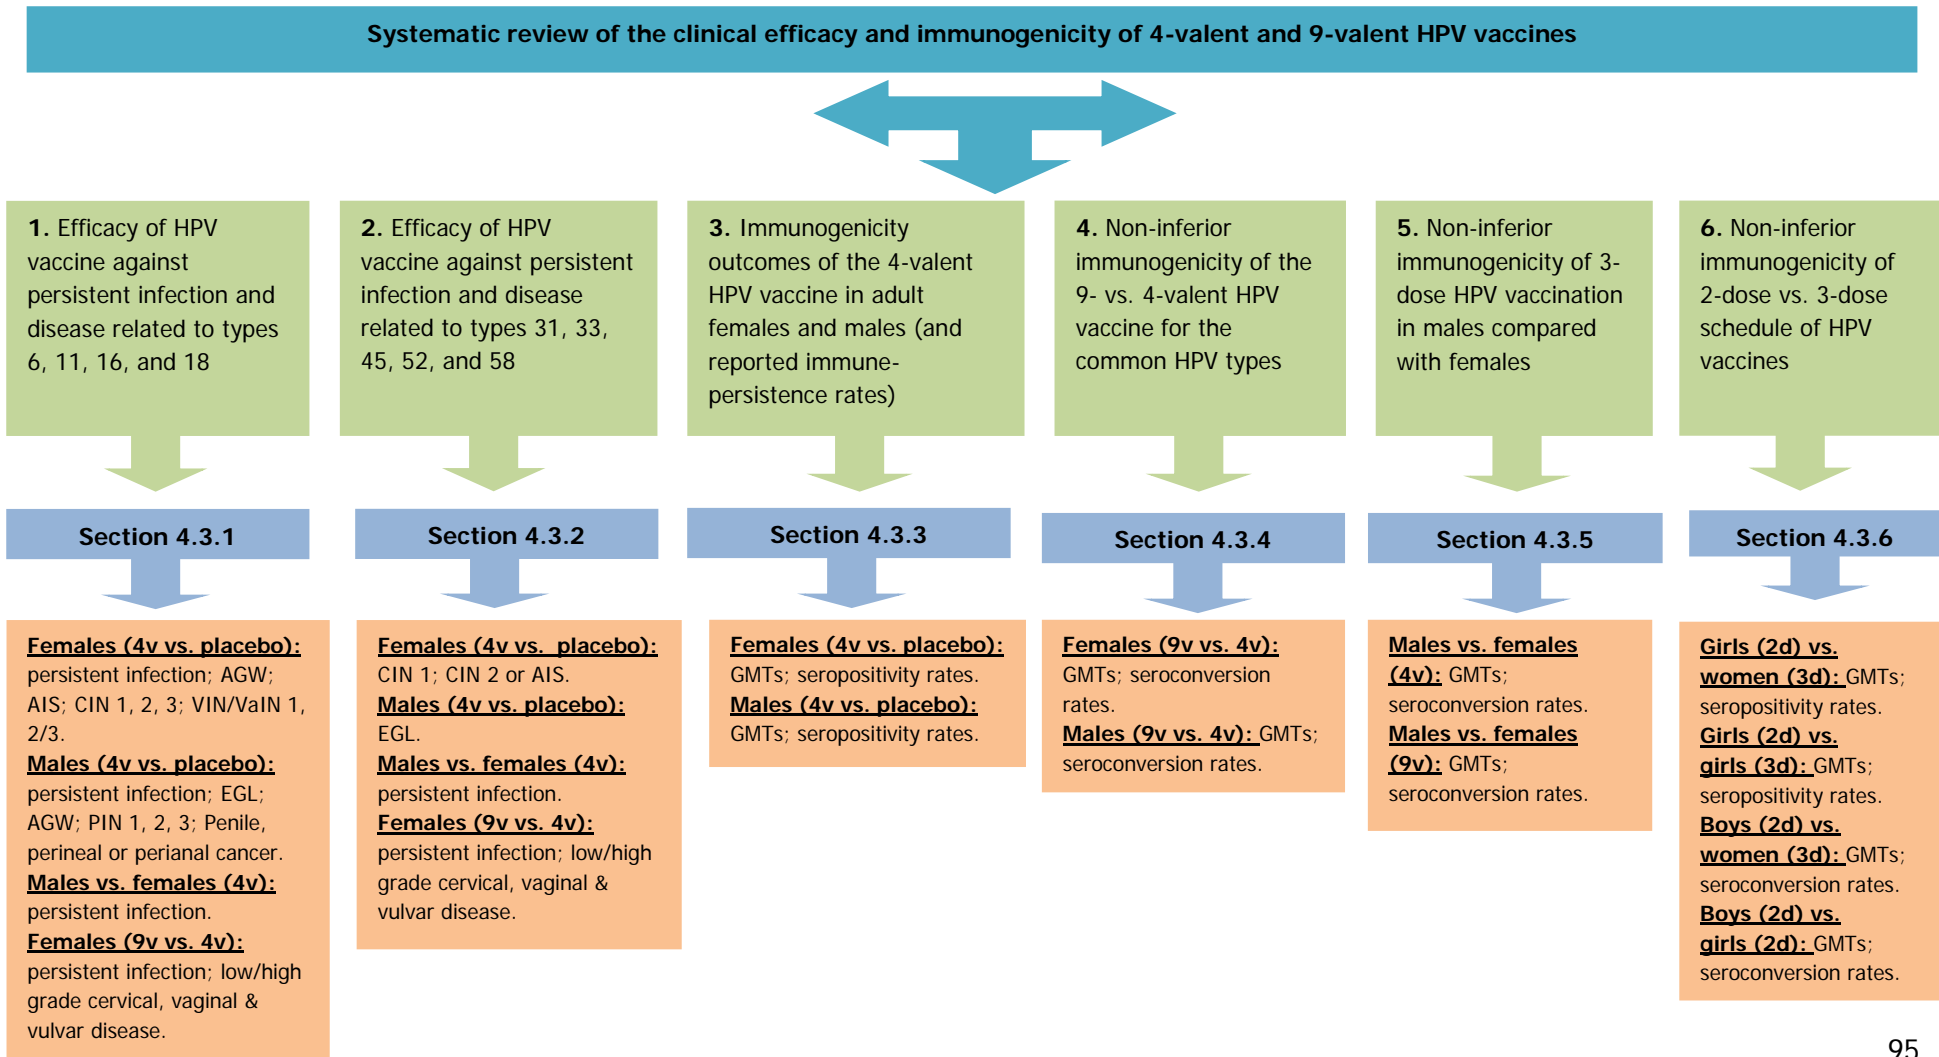 Systematic review of the clinical efficacy and immunogenicity of 4-valent and 9-valent HPV vaccines
1. Efficacy of HPV
vaccine against
persistent infection and
disease related to types
6, 11, 16, and 18
2. Efficacy of HPV
vaccine against persistent
infection and disease
related to types 31, 33,
45, 52, and 58
3. Immunogenicity
outcomes of the 4-valent
HPV vaccine in adult
females and males (and
reported immune-
persistence rates)
4. Non-inferior
immunogenicity of the
9- vs. 4-valent HPV
vaccine for the
common HPV types
5. Non-inferior
immunogenicity of 3-
dose HPV vaccination
in males compared
with females
6. Non-inferior
immunogenicity of
2-dose vs. 3-dose
schedule of HPV
vaccines
Section 4.3.1
Section 4.3.2
Section 4.3.3
Section 4.3.4
Section 4.3.5
Section 4.3.6
Females (4v vs. placebo):
persistent infection; AGW;
AIS; CIN 1, 2, 3; VIN/VaIN 1,
2/3.
Males (4v vs. placebo):
persistent infection; EGL;
AGW; PIN 1, 2, 3; Penile,
perineal or perianal cancer.
Males vs. females (4v):
persistent infection.
Females (9v vs. 4v):
persistent infection; low/high
grade cervical, vaginal &
vulvar disease.
Females (4v vs. placebo):
CIN 1; CIN 2 or AIS.
Males (4v vs. placebo):
EGL.
Males vs. females (4v):
persistent infection.
Females (9v vs. 4v):
persistent infection; low/high
grade cervical, vaginal &
vulvar disease.
Females (4v vs. placebo):
GMTs; seropositivity rates.
Males (4v vs. placebo):
GMTs; seropositivity rates.
Females (9v vs. 4v):
GMTs; seroconversion
rates.
Males (9v vs. 4v): GMTs;
seroconversion rates.
Males vs. females
(4v): GMTs;
seroconversion rates.
Males vs. females
(9v): GMTs;
seroconversion rates.
Girls (2d) vs.
women (3d): GMTs;
seropositivity rates.
Girls (2d) vs.
girls (3d): GMTs;
seropositivity rates.
Boys (2d) vs.
women (3d): GMTs;
seroconversion rates.
Boys (2d) vs.
girls (2d): GMTs;
seroconversion rates.
95